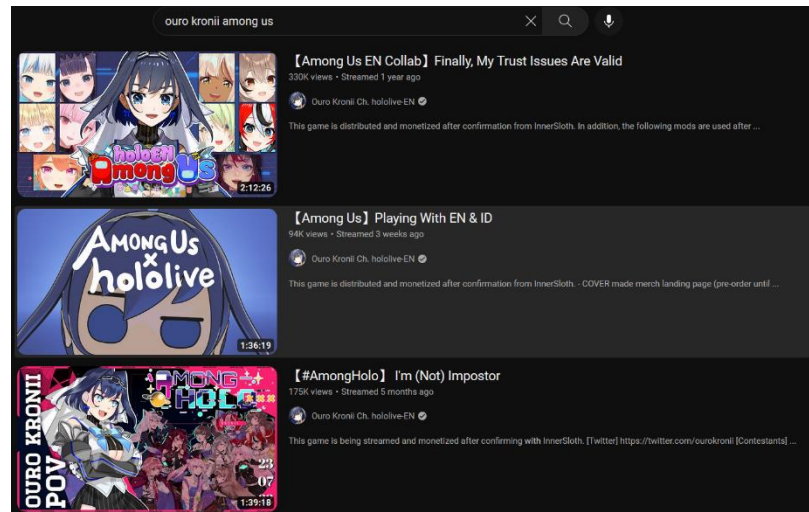 ouro kronii among us
【Among Us EN Collab】Finally, My Trust Issues Are Valid
330K views • Streamed 1 year ago
Ouro Kronii Ch. hololive-EN
This game is distributed and monetized after confirmation from InnerSloth. In addition, the following mods are used after ...
holoEN
Among Us
2:12:26
【Among Us】Playing With EN & ID
94K views • Streamed 3 weeks ago
Ouro Kronii Ch. hololive-EN
This game is distributed and monetized after confirmation from InnerSloth. - COVER made merch landing page (pre-order until ...
AMONG US
×
hololive
1:36:19
【#AmongHolo】 I'm (Not) Impostor
175K views • Streamed 5 months ago
Ouro Kronii Ch. hololive-EN
This game is being streamed and monetized after confirming with InnerSloth. [Twitter] https://twitter.com/ourokronii [Contestants] ...
AMONG
HOLO
OURO KRONII
POV
23
07
1:39:18